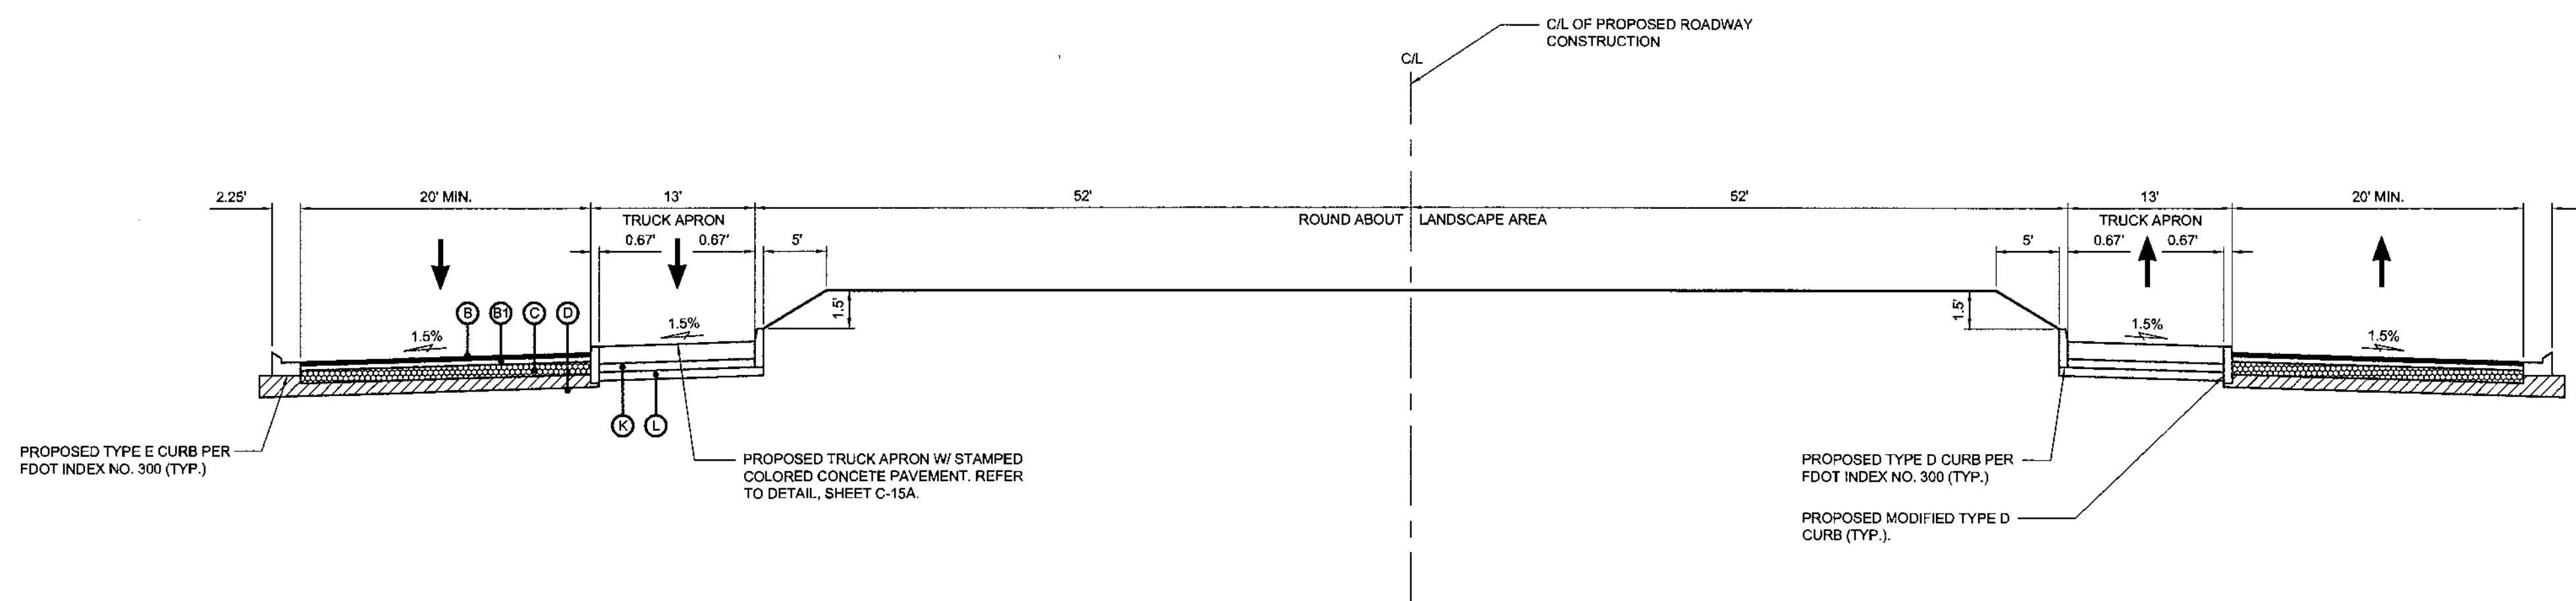 C/L OF PROPOSED ROADWAY
CONSTRUCTION
C/L
2.25'
20' MIN.
13'
52'
52'
13'
20' MIN.
TRUCK APRON
ROUND ABOUT
LANDSCAPE AREA
TRUCK APRON
0.67'
0.67'
5'
5'
0.67'
0.67'
B
B1
C
D
1.5'
1.5'
1.5%
1.5%
1.5%
1.5%
K
L
PROPOSED TYPE E CURB PER
FDOT INDEX NO. 300 (TYP.)
PROPOSED TRUCK APRON W/ STAMPED
COLORED CONCETE PAVEMENT. REFER
TO DETAIL, SHEET C-15A.
PROPOSED TYPE D CURB PER
FDOT INDEX NO. 300 (TYP.)
PROPOSED MODIFIED TYPE D
CURB (TYP.).